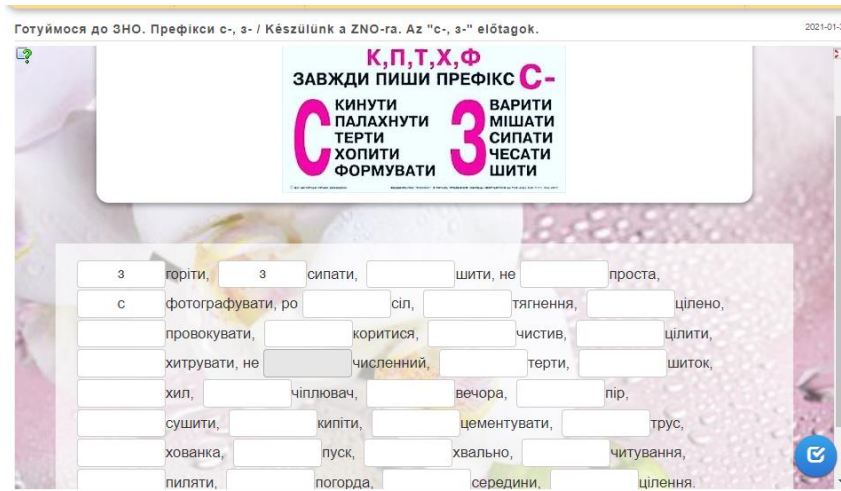 Готуймося до ЗНО. Префікси с-, з- / Készülünk a ZNO-ra. Az "c-, з-" előtagok.
2021-01-
К,П,Т,Х,Ф
ЗАВЖДИ ПИШИ ПРЕФІКС С-
С КИНУТИ
ПАЛАХНУТИ
ТЕРТИ
ХОПИТИ
ФОРМУВАТИ
З ВАРИТИ
МІШАТИ
СИПАТИ
ЧЕСАТИ
ШИТИ
з горіти, з сипати, шити, не проста,
с фотографувати, ро сіл, тягнення, цілено,
провокувати, коритися, чистив, цілити,
хитрувати, не численний, терти, шиток,
хил, чіплювач, вечора, пір,
сушити, кипіти, цементувати, трус,
хованка, пуск, хвально, читування,
пиляти, погорда, середини, цілення.